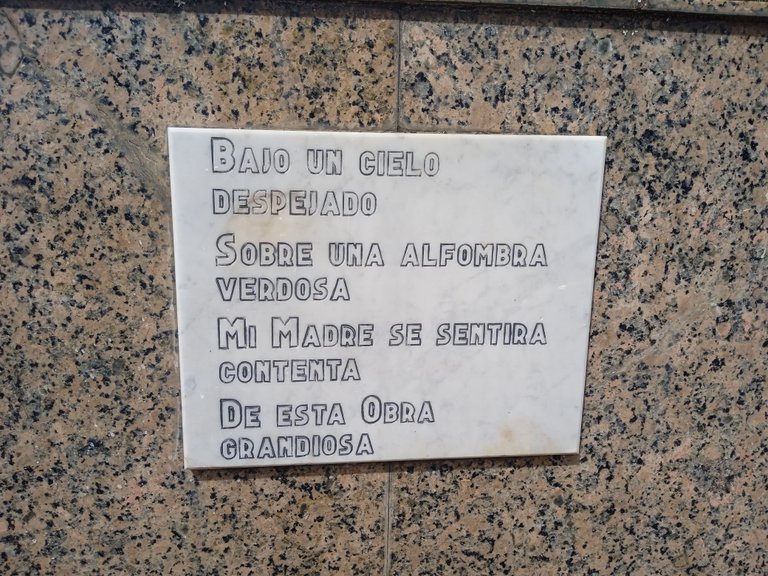 Bajo un cielo
despejado
Sobre una alfombra
verdosa
Mi Madre se sentira
contenta
De esta Obra
grandiosa